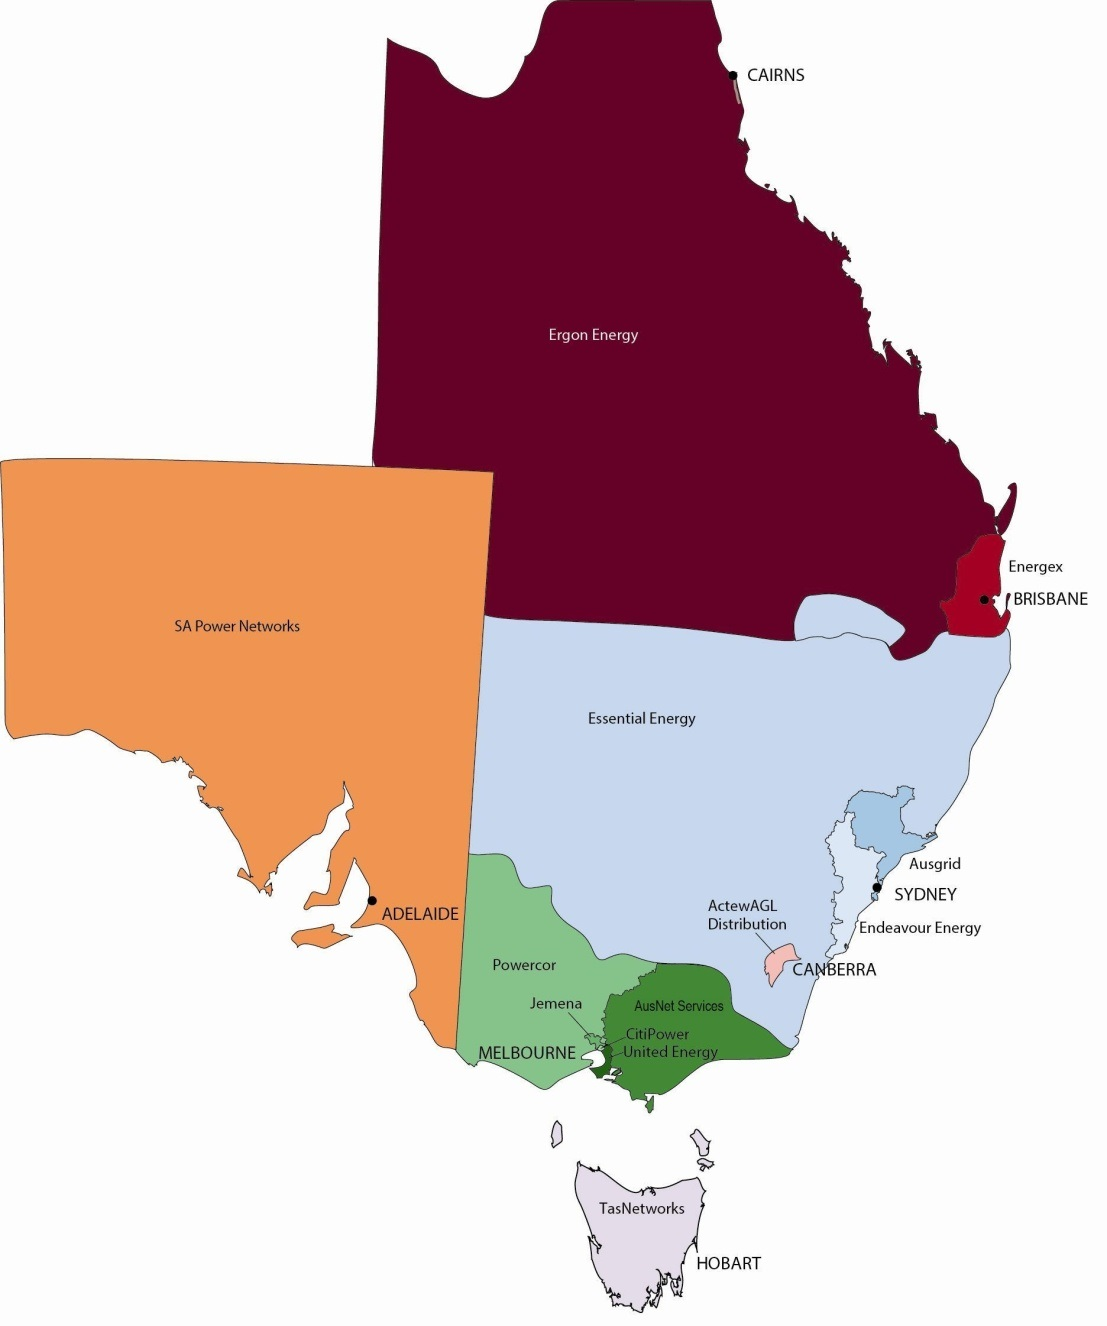 CAIRNS
Ergon Energy
Energex
BRISBANE
SA Power Networks
Essential Energy
Ausgrid
SYDNEY
ActewAGL
Distribution
ADELAIDE
Endeavour Energy
Powercor
CANBERRA
Jemena
AusNet Services
CitiPower
MELBOURNE
United Energy
TasNetworks
HOBART